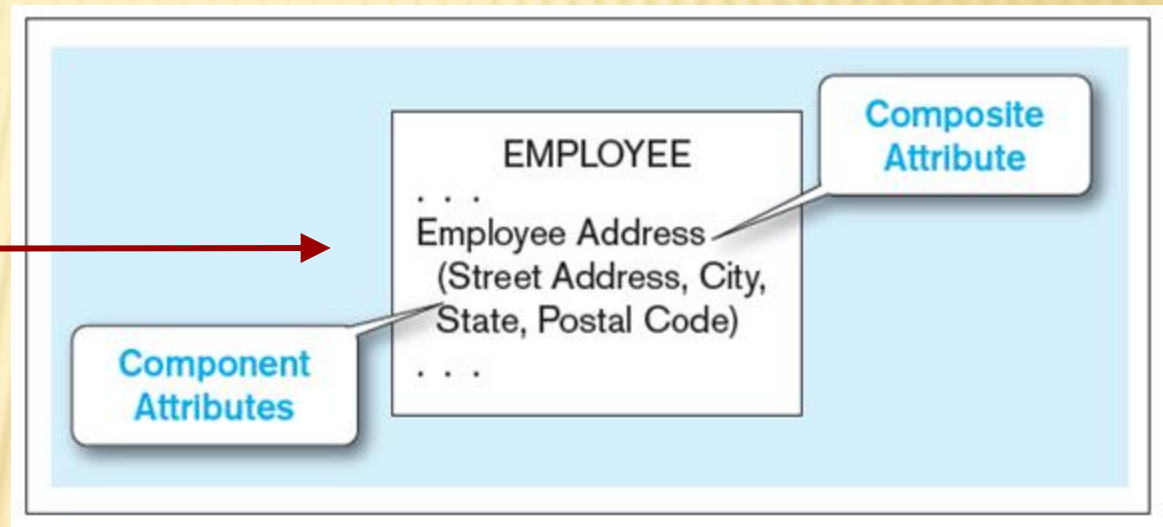 Composite
Attribute
EMPLOYEE
. . .
Employee Address
(Street Address, City,
State, Postal Code)
. . .
Component
Attributes